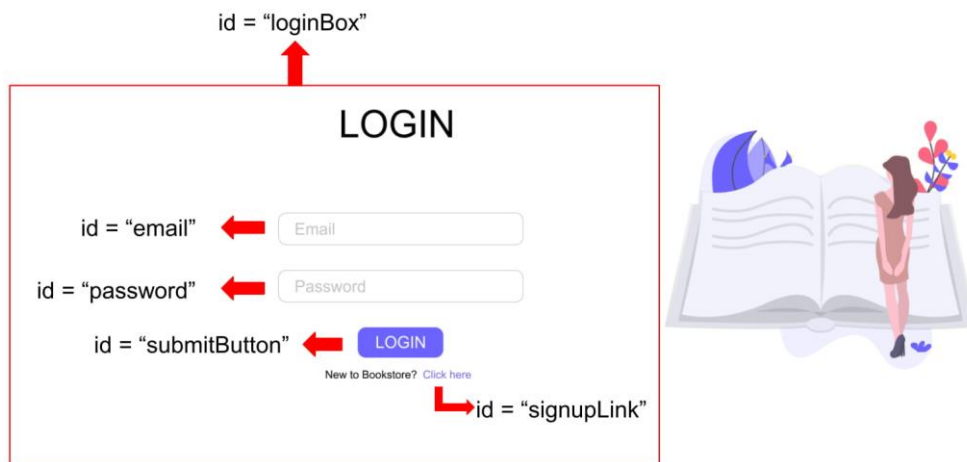 id = “loginBox”
LOGIN
id = “email”
Email
id = “password”
Password
id = “submitButton”
LOGIN
New to Bookstore? Click here
id = “signupLink”